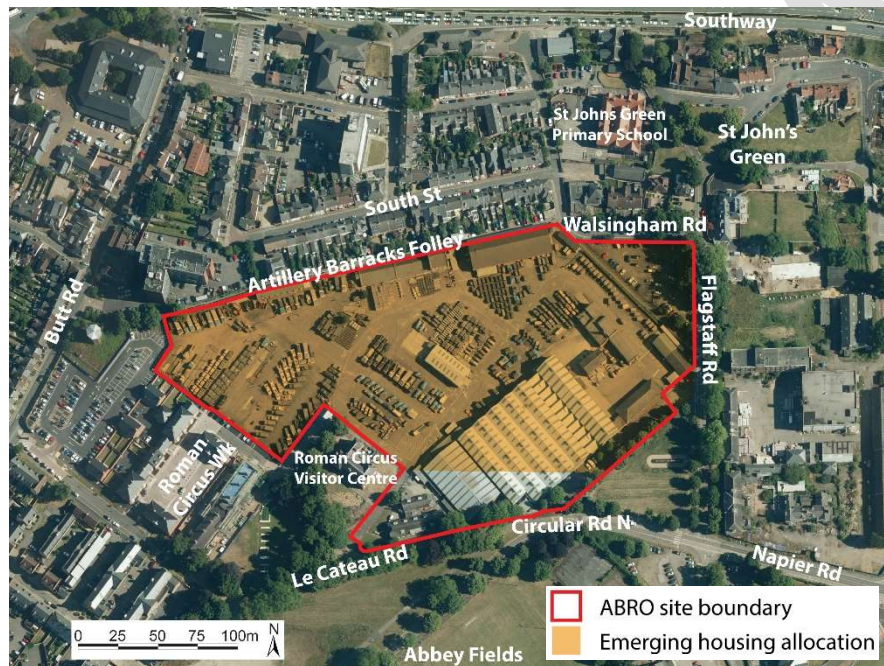 Southway
St Johns Green
Primary School
St John's
Green
South St
Walsingham Rd
Artillery Barracks Folley
Butt Rd
Flagstaff Rd
Roman
Circus Wk
Roman Circus
Visitor Centre
Circular Rd N
Le Cateau Rd
Napier Rd
0 25 50 75 100m N
ABRO site boundary
Emerging housing allocation
Abbey Fields